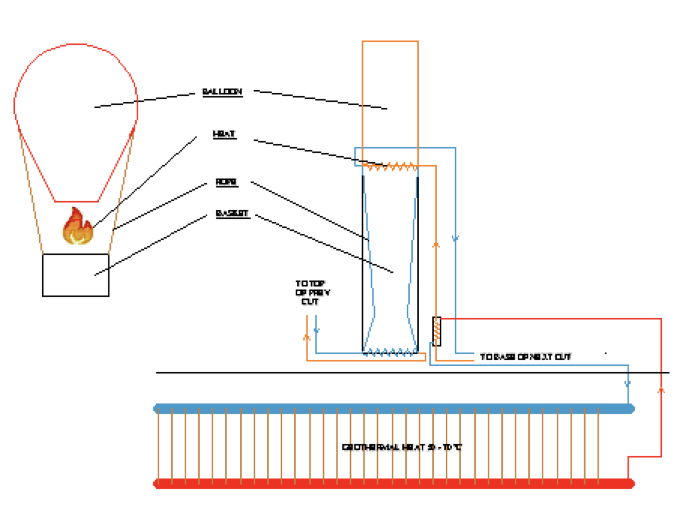 BALLOON
HEAT
ROPE
BASKET
TO TOP
OF PREV
CUT
TO BASE OF NEXT CUT
GEOTHERMAL HEAT 50 - 70 °C